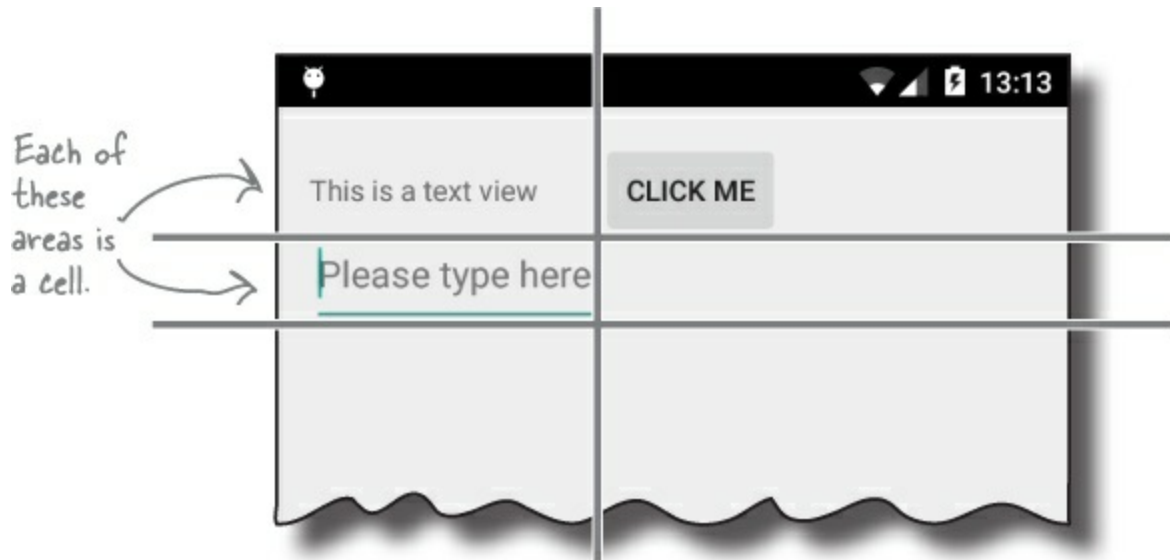 13:13
Each of
these
areas is
a cell.
This is a text view
CLICK ME
Please type here